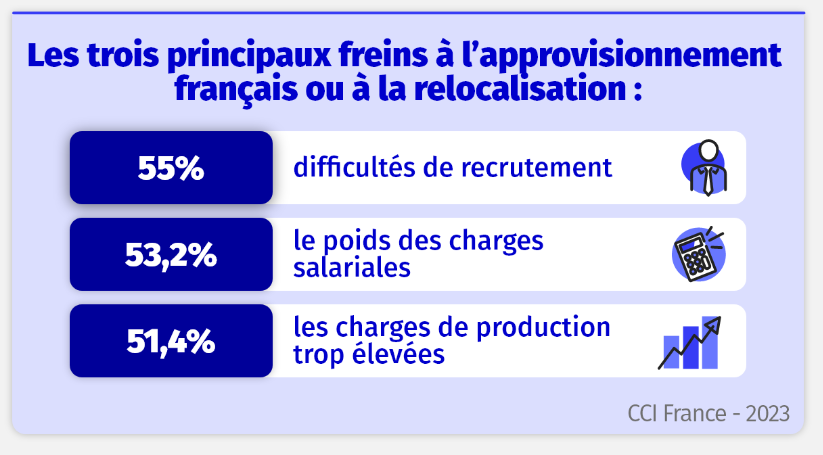 Les trois principaux freins à l’approvisionnement
français ou à la relocalisation :
55%
difficultés de recrutement
53,2%
le poids des charges
salariales
51,4%
les charges de production
trop élevées
CCI France - 2023